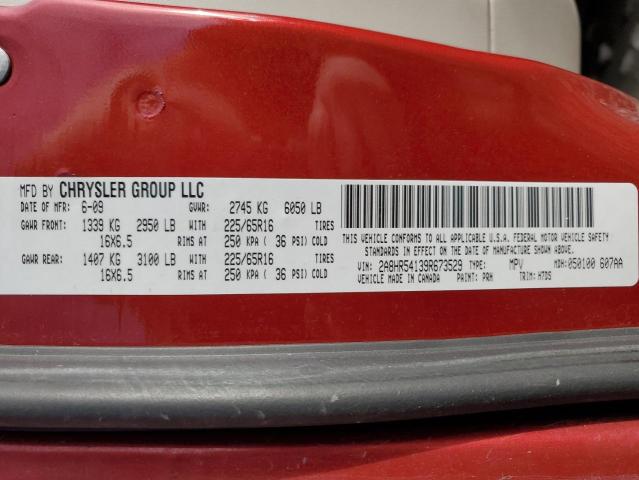 MFD BY CHRYSLER GROUP LLC
DATE OF MFR: 6-09 GVWR: 2745 KG 6050 LB
GAWR FRONT: 1339 KG 2950 LB WITH 225/65R16 TIRES
16X6.5 RIMS AT 250 KPA ( 36 PSI) COLD
GAWR REAR: 1407 KG 3100 LB WITH 225/65R16 TIRES
16X6.5 RIMS AT 250 KPA ( 36 PSI) COLD
THIS VEHICLE CONFORMS TO ALL APPLICABLE U.S.A. FEDERAL MOTOR VEHICLE SAFETY
STANDARDS IN EFFECT ON THE DATE OF MANUFACTURE SHOWN ABOVE
VIN: 2A8HR54139R673529 TYPE: MPV MDH: 050100 607AA
VEHICLE MADE IN CANADA PAINT: PRH TRIM: H7DS